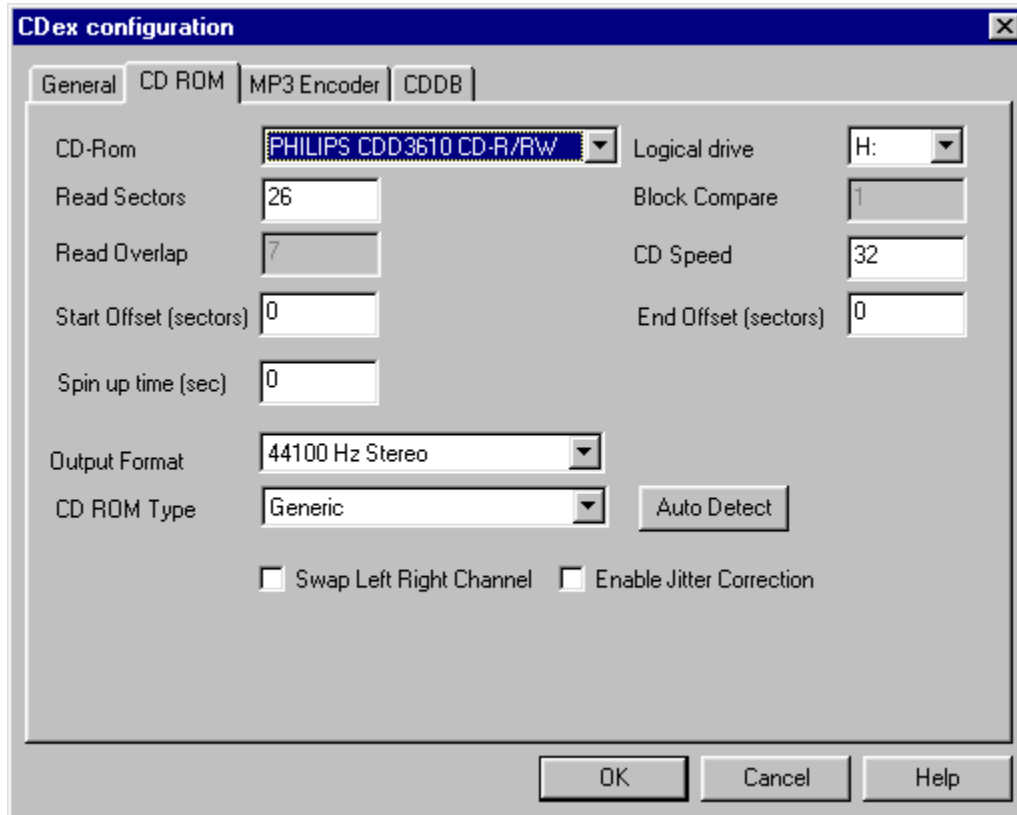 CDex configuration
General CD ROM MP3 Encoder CDDB
CD-Rom PHILIPS CDD3610 CD-R/RW Logical drive H:
Read Sectors 26 Block Compare 1
Read Overlap 7 CD Speed 32
Start Offset (sectors) 0 End Offset (sectors) 0
Spin up time (sec) 0
Output Format 44100 Hz Stereo
CD ROM Type Generic Auto Detect
Swap Left Right Channel Enable Jitter Correction
OK Cancel Help